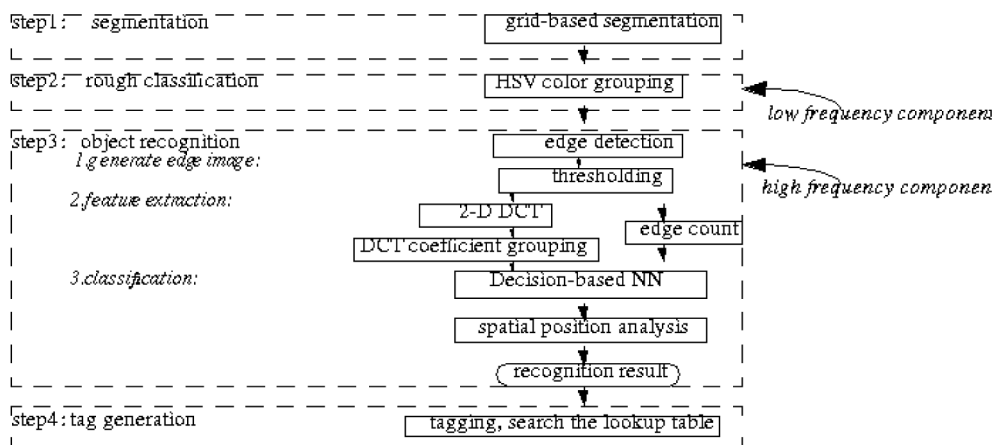 step1: segmentation
grid-based segmentation
step2: rough classification
HSV color grouping
low frequency component
step3: object recognition
edge detection
1.generate edge image:
thresholding
high frequency component
2.feature extraction:
2-D DCT
edge count
DCT coefficient grouping
3.classification:
Decision-based NN
spatial position analysis
recognition result
step4: tag generation
tagging, search the lookup table